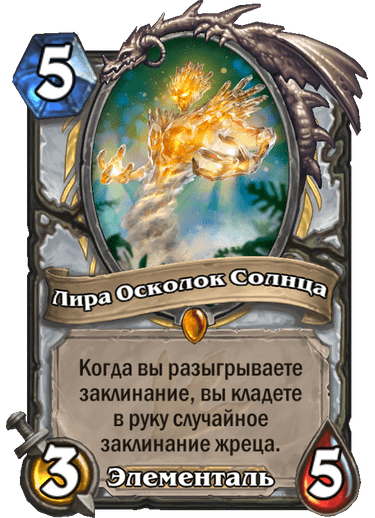 5
Лира Осколок Солнца
Когда вы разыгрываете
заклинание, вы кладете
в руку случайное
заклинание жреца.
3
Элементаль
5